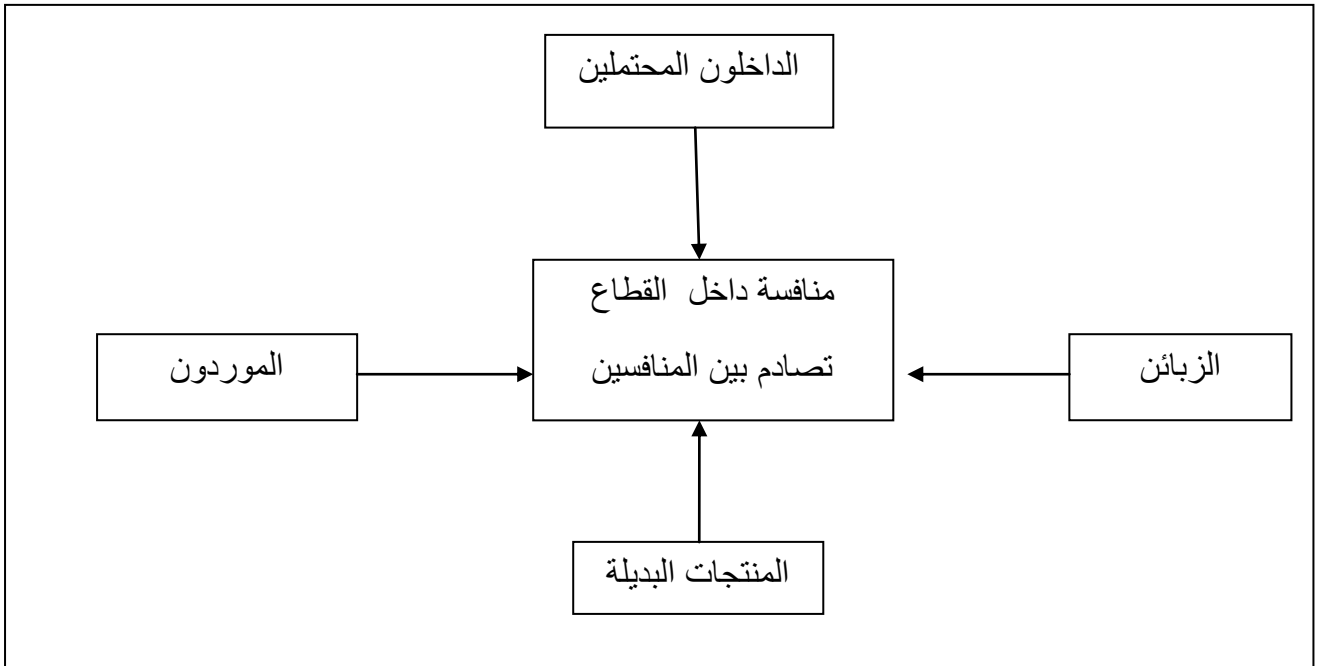 الداخلون المحتملين
منافسة داخل القطاع
تصادم بين المنافسين
الزبائن
الموردون
المنتجات البديلة